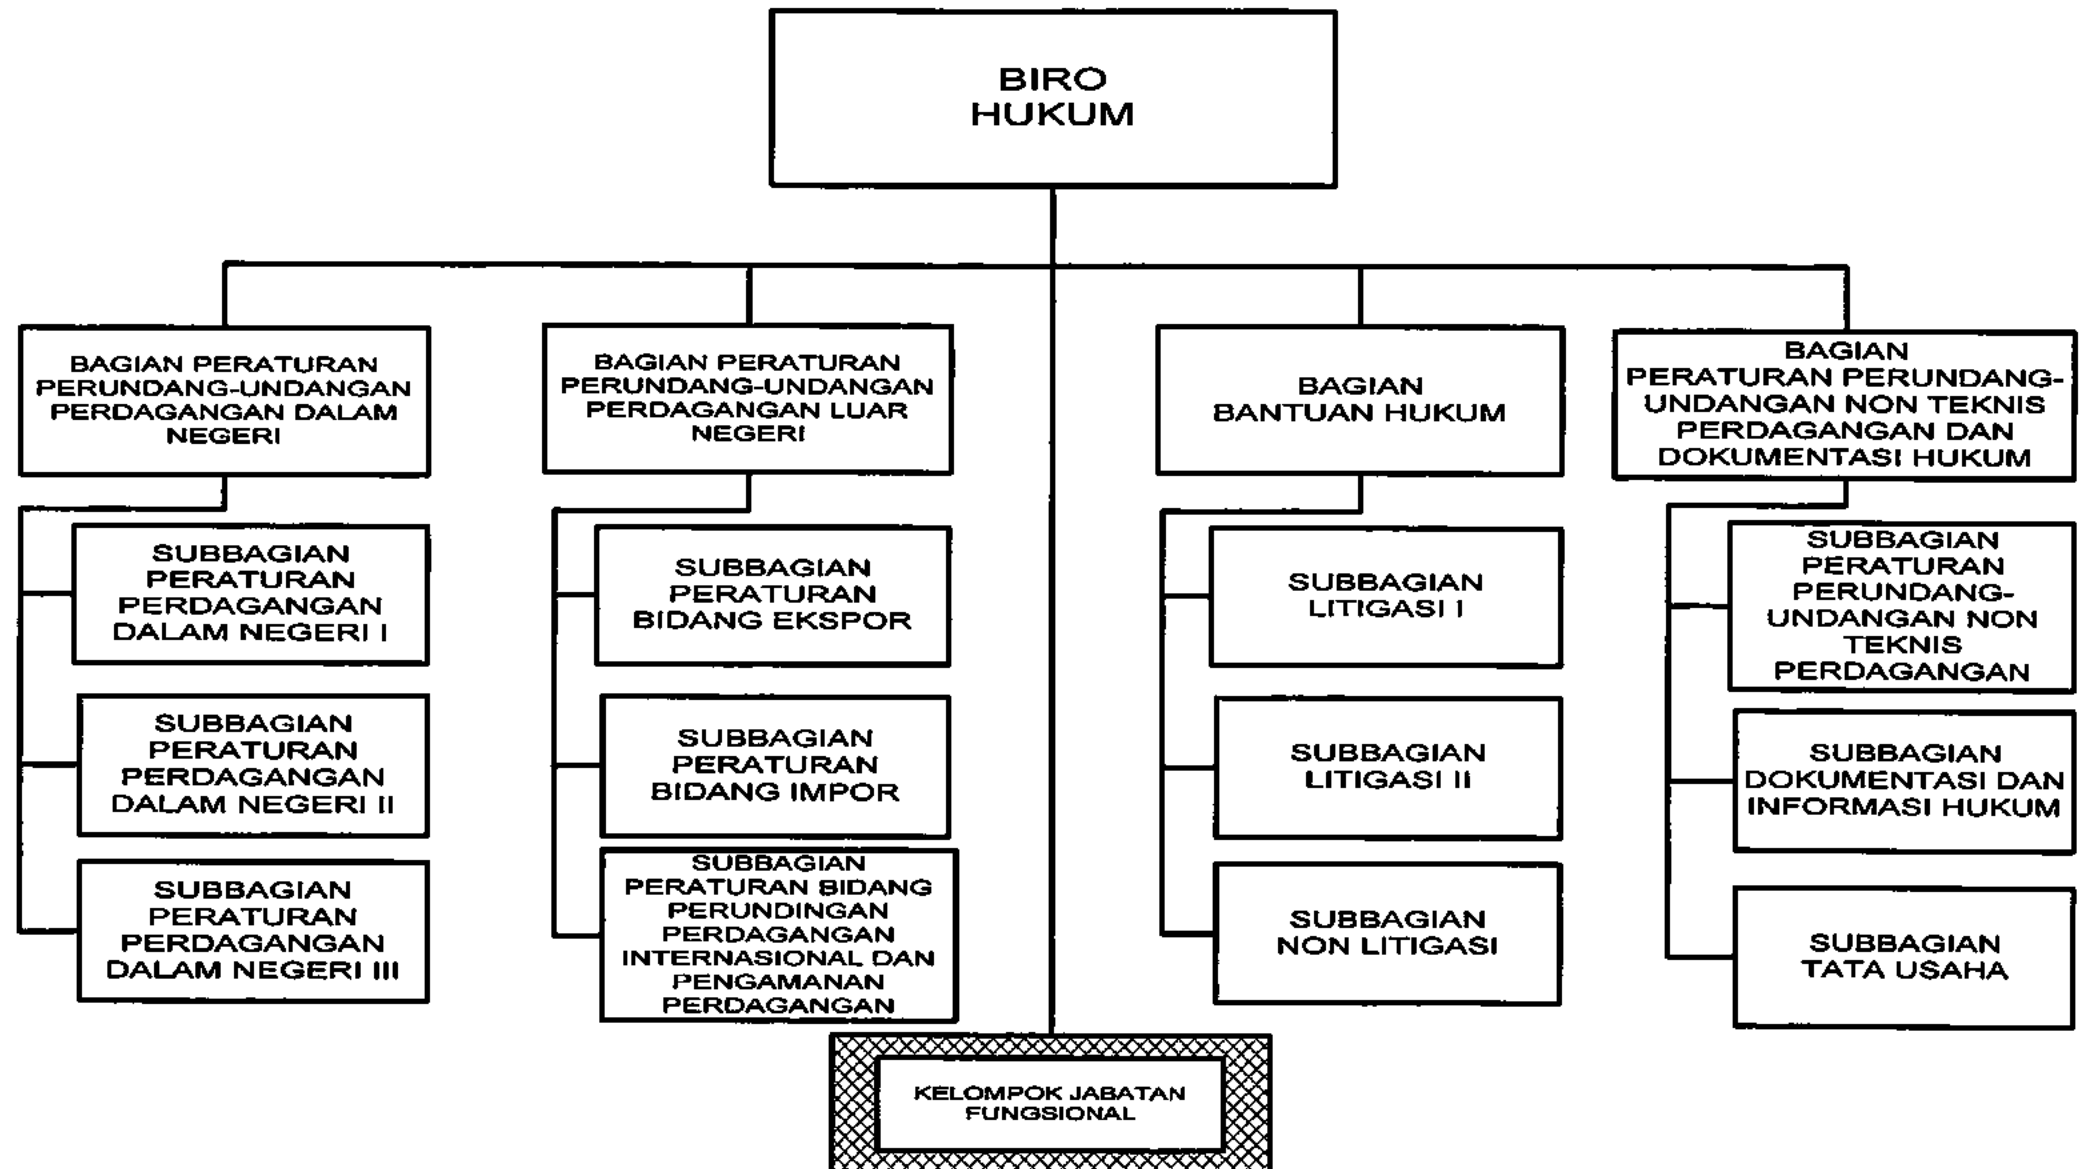 BIRO
HUKUM
BAGIAN PERATURAN
PERUNDANG-UNDANGAN
PERDAGANGAN DALAM
NEGERI
BAGIAN PERATURAN
PERUNDANG-UNDANGAN
PERDAGANGAN LUAR
NEGERI
BAGIAN
BANTUAN HUKUM
BAGIAN
PERATURAN PERUNDANG-
UNDANGAN NON TEKNIS
PERDAGANGAN DAN
DOKUMENTASI HUKUM
SUBBAGIAN
PERATURAN
PERDAGANGAN
DALAM NEGERI I
SUBBAGIAN
PERATURAN
PERDAGANGAN
DALAM NEGERI II
SUBBAGIAN
PERATURAN
PERDAGANGAN
DALAM NEGERI III
SUBBAGIAN
PERATURAN
BIDANG EKSPOR
SUBBAGIAN
PERATURAN
BIDANG IMPOR
SUBBAGIAN
PERATURAN BIDANG
PERUNDINGAN
PERDAGANGAN
INTERNASIONAL DAN
PENGAMANAN
PERDAGANGAN
SUBBAGIAN
LITIGASI I
SUBBAGIAN
LITIGASI II
SUBBAGIAN
NON LITIGASI
SUBBAGIAN
PERATURAN
PERUNDANG-
UNDANGAN NON
TEKNIS
PERDAGANGAN
SUBBAGIAN
DOKUMENTASI DAN
INFORMASI HUKUM
SUBBAGIAN
TATA USAHA
KELOMPOK JABATAN
FUNGSIONAL